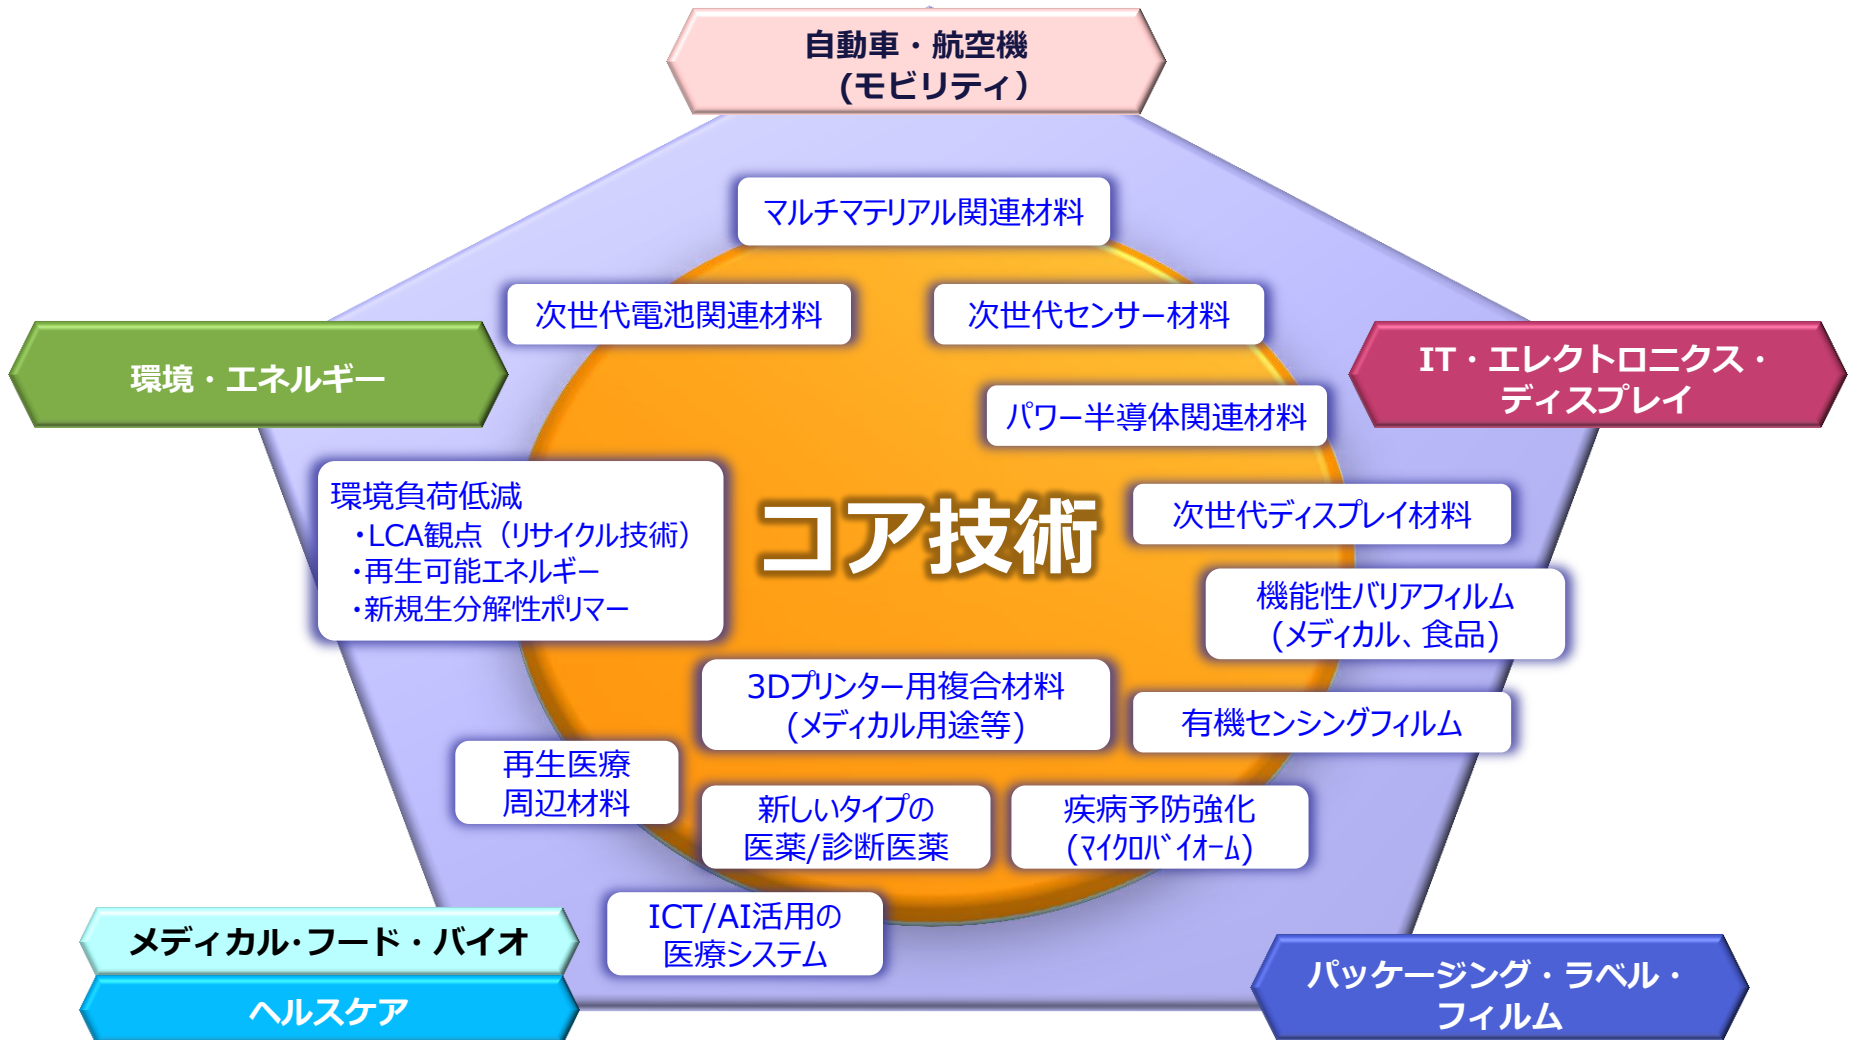 自動車・航空機
(モビリティ）
マルチマテリアル関連材料
次世代電池関連材料
次世代センサー材料
環境・エネルギー
IT・エレクトロニクス・
ディスプレイ
パワー半導体関連材料
環境負荷低減
・LCA観点（リサイクル技術）
・再生可能エネルギー
・新規生分解性ポリマー
コア技術
次世代ディスプレイ材料
機能性バリアフィルム
(メディカル、食品)
3Dプリンター用複合材料
(メディカル用途等)
有機センシングフィルム
再生医療
周辺材料
新しいタイプの
医薬/診断医薬
疾病予防強化
(ﾏｲｸﾛﾊﾞｲｵｰﾑ)
ICT/AI活用の
医療システム
メディカル･フード・バイオ
ヘルスケア
パッケージング・ラベル・
フィルム